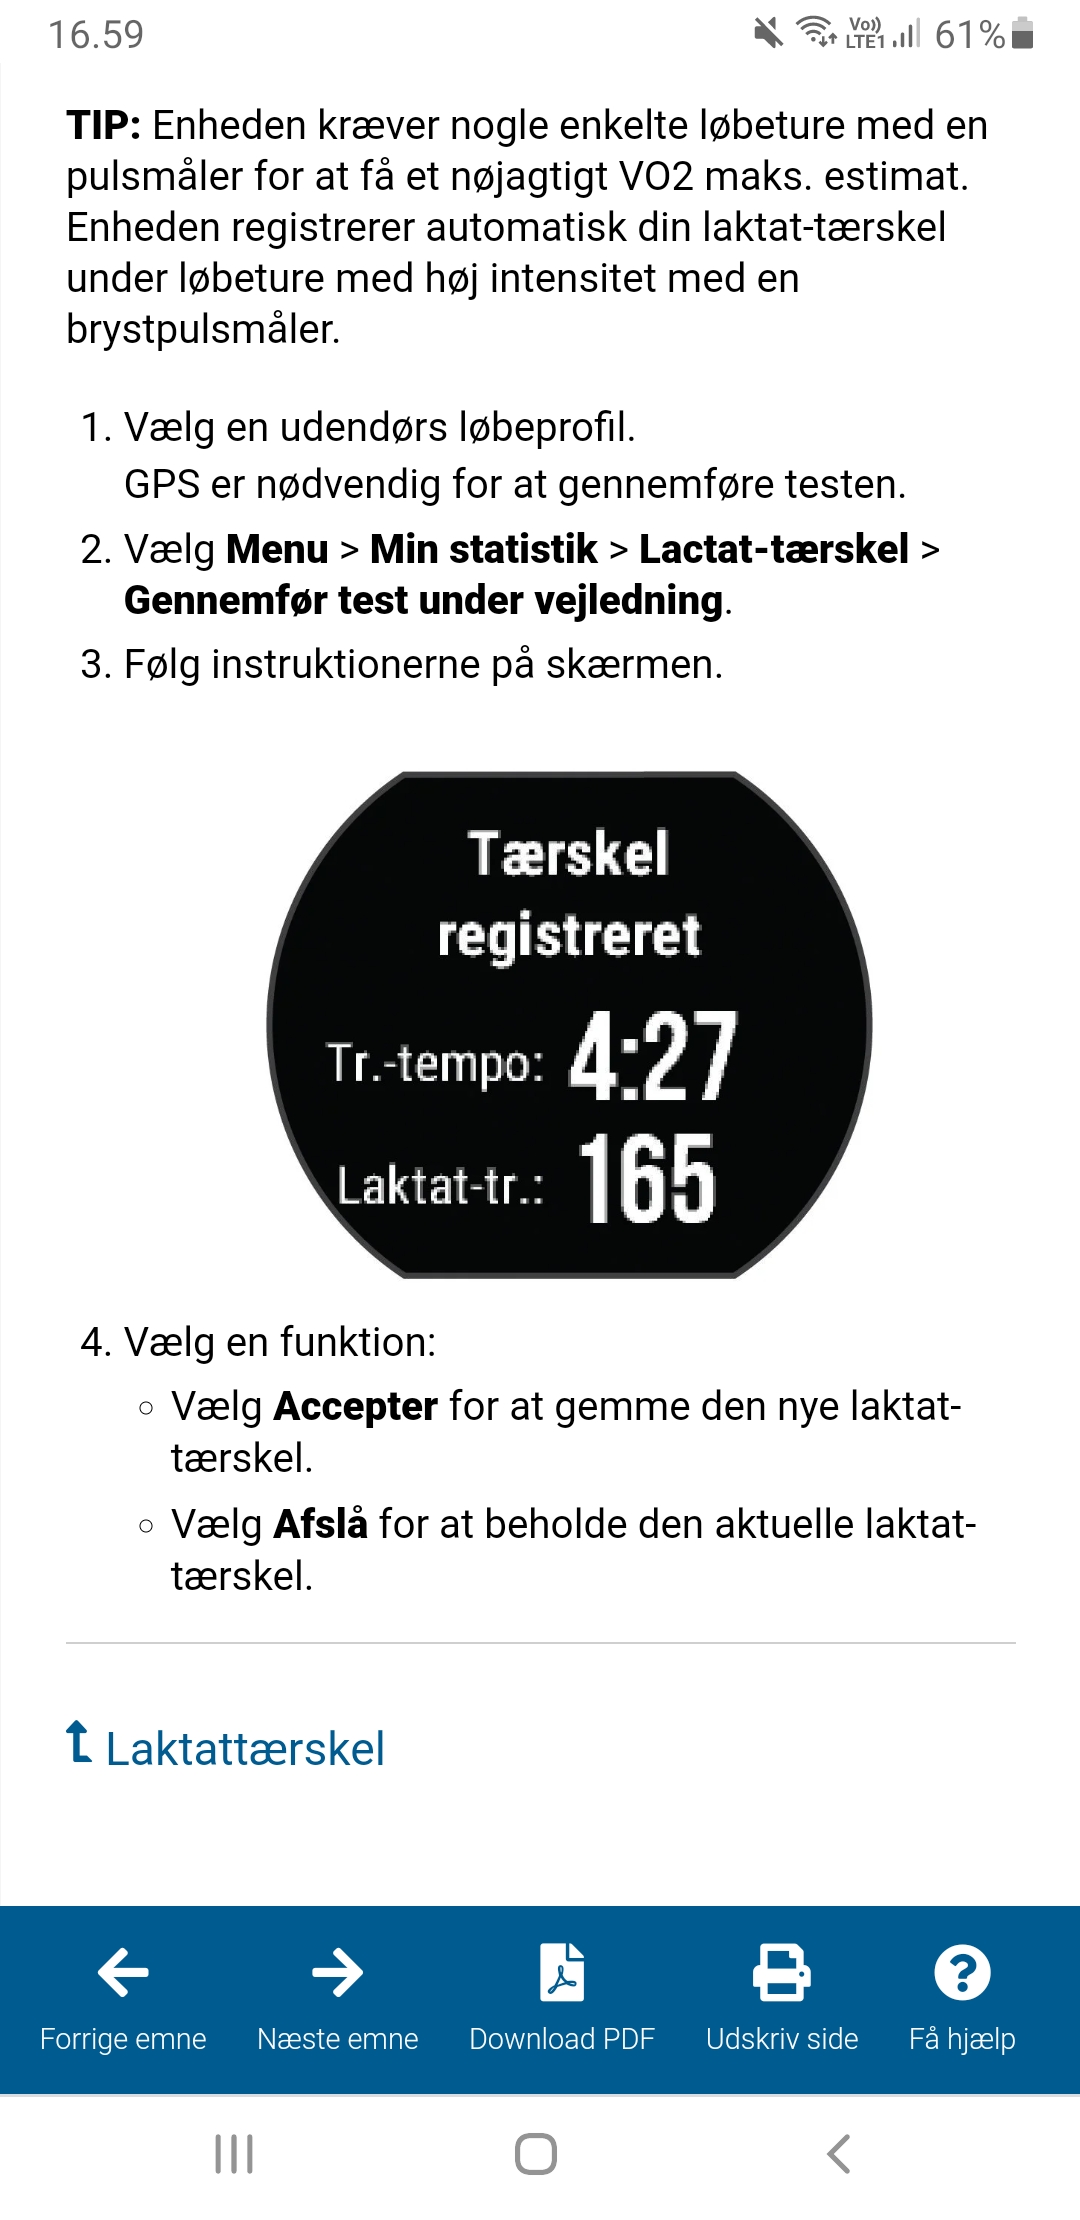 16.59
Vo)) LTE1 61%
TIP: Enheden kræver nogle enkelte løbeture med en
pulsmåler for at få et nøjagtigt VO2 maks. estimat.
Enheden registrerer automatisk din laktat-tærskel
under løbeture med høj intensitet med en
brystpulsmåler.
1. Vælg en udendørs løbeprofil.
GPS er nødvendig for at gennemføre testen.
2. Vælg Menu > Min statistik > Lactat-tærskel >
Gennemfør test under vejledning.
3. Følg instruktionerne på skærmen.
Tærskel
registreret
Tr.-tempo: 4:27
Laktat-tr.: 165
4. Vælg en funktion:
◦ Vælg Accepter for at gemme den nye laktat-
tærskel.
◦ Vælg Afslå for at beholde den aktuelle laktat-
tærskel.
Laktattærskel
Forrige emne Næste emne Download PDF Udskriv side Få hjælp